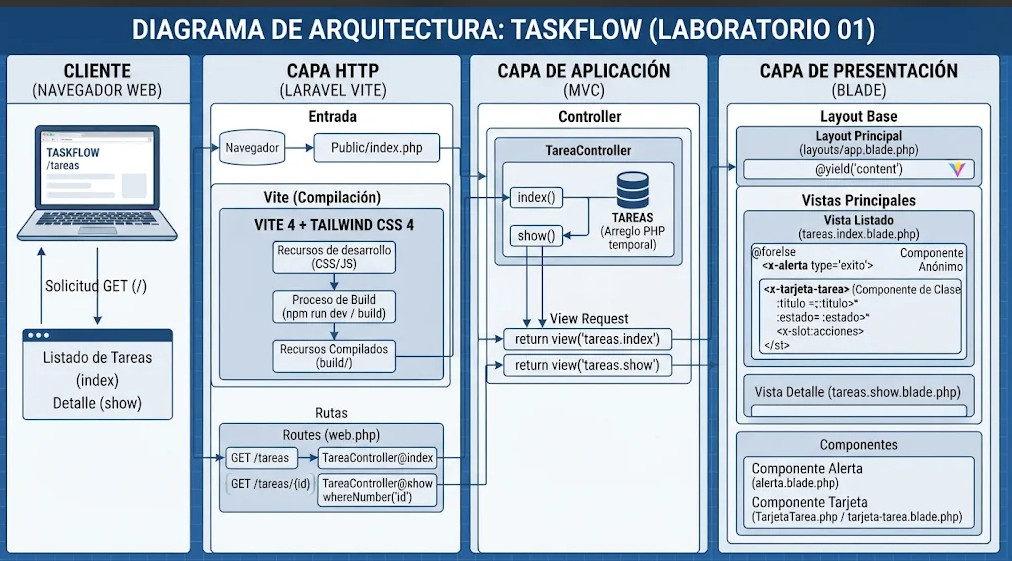 DIAGRAMA DE ARQUITECTURA: TASKFLOW (LABORATORIO 01)
CLIENTE
(NAVEGADOR WEB)
TASKFLOW
/tareas
Solicitud GET (/)
Listado de Tareas
(index)
Detalle (show)
CAPA HTTP
(LARAVEL VITE)
Entrada
Navegador
Public/index.php
Vite (Compilación)
VITE 4 + TAILWIND CSS 4
Recursos de desarrollo
(CSS/JS)
Proceso de Build
(npm run dev / build)
Recursos Compilados
(build/)
Rutas
Routes (web.php)
GET /tareas
TareaController@index
GET /tareas/{id}
TareaController@show
whereNumber('id')
CAPA DE APLICACIÓN
(MVC)
Controller
TareaController
index()
show()
TAREAS
(Arreglo PHP
temporal)
View Request
return view('tareas.index')
return view('tareas.show')
CAPA DE PRESENTACIÓN
(BLADE)
Layout Base
Layout Principal
(layouts/app.blade.php)
@yield('content')
Vistas Principales
Vista Listado
(tareas.index.blade.php)
@forelse
<x-alerta type='exito'>
Componente
Anónimo
<x-tarjeta-tarea> (Componente de Clase
:titulo =;:titulo>"
:estado= :estado>"
<x-slot:acciones>
</st>
Vista Detalle (tareas.show.blade.php)
Componentes
Componente Alerta
(alerta.blade.php)
Componente Tarjeta
(TarjetaTarea.php / tarjeta-tarea.blade.php)